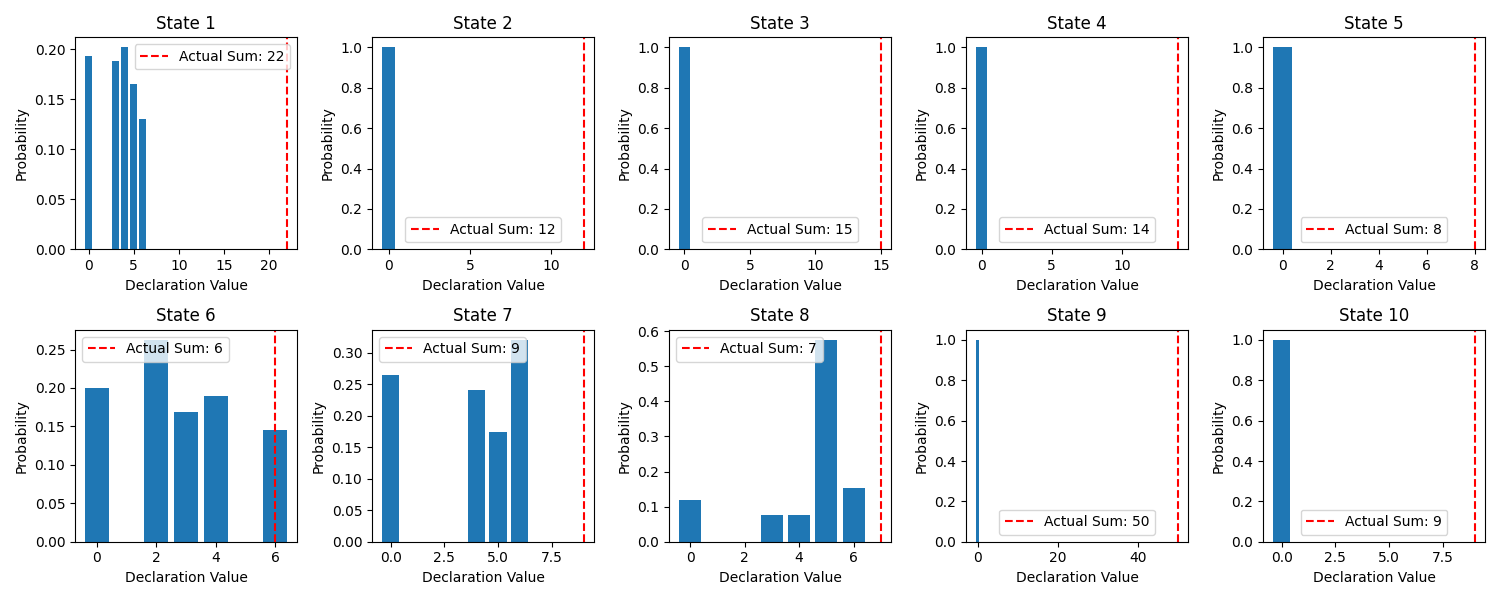 State 1
Probability
0.20
0.15
0.10
0.05
0.00
Actual Sum: 22
0 5 10 15 20
Declaration Value
State 2
Probability
1.0
0.8
0.6
0.4
0.2
0.0
Actual Sum: 12
0 5 10
Declaration Value
State 3
Probability
1.0
0.8
0.6
0.4
0.2
0.0
Actual Sum: 15
0 5 10 15
Declaration Value
State 4
Probability
1.0
0.8
0.6
0.4
0.2
0.0
Actual Sum: 14
0 5 10
Declaration Value
State 5
Probability
1.0
0.8
0.6
0.4
0.2
0.0
Actual Sum: 8
0 2 4 6 8
Declaration Value
State 6
Probability
0.25
0.20
0.15
0.10
0.05
0.00
Actual Sum: 6
0 2 4 6
Declaration Value
State 7
Probability
0.30
0.25
0.20
0.15
0.10
0.05
0.00
Actual Sum: 9
0.0 2.5 5.0 7.5
Declaration Value
State 8
Probability
0.6
0.5
0.4
0.3
0.2
0.1
0.0
Actual Sum: 7
0 2 4 6
Declaration Value
State 9
Probability
1.0
0.8
0.6
0.4
0.2
0.0
Actual Sum: 50
0 20 40
Declaration Value
State 10
Probability
1.0
0.8
0.6
0.4
0.2
0.0
Actual Sum: 9
0.0 2.5 5.0 7.5
Declaration Value